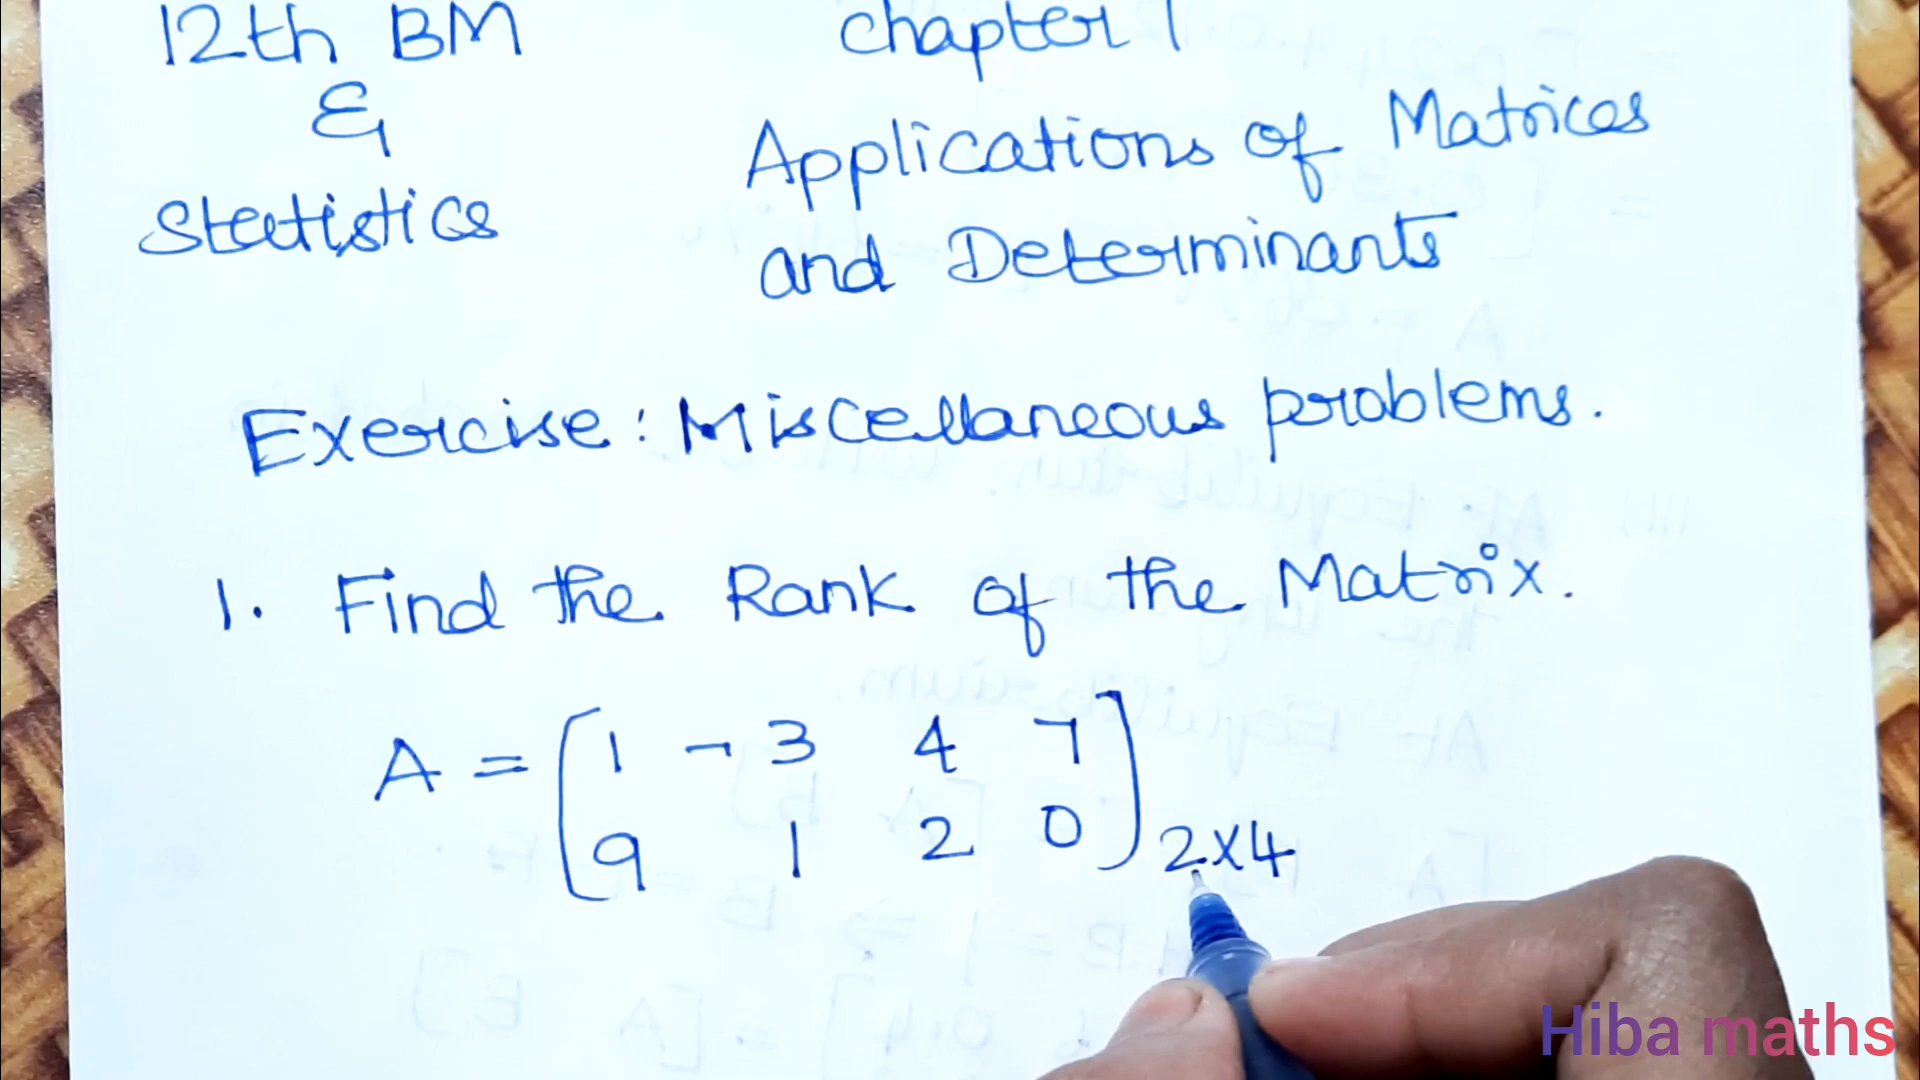 12th BM
&
Statistics
Chapter 1
Applications of Matrices
and Determinants
Exercise: Miscellaneous problems.
1. Find the Rank of the Matrix.
A = [1 -3 4 7
9 1 2 0] 2x4
Hiba maths